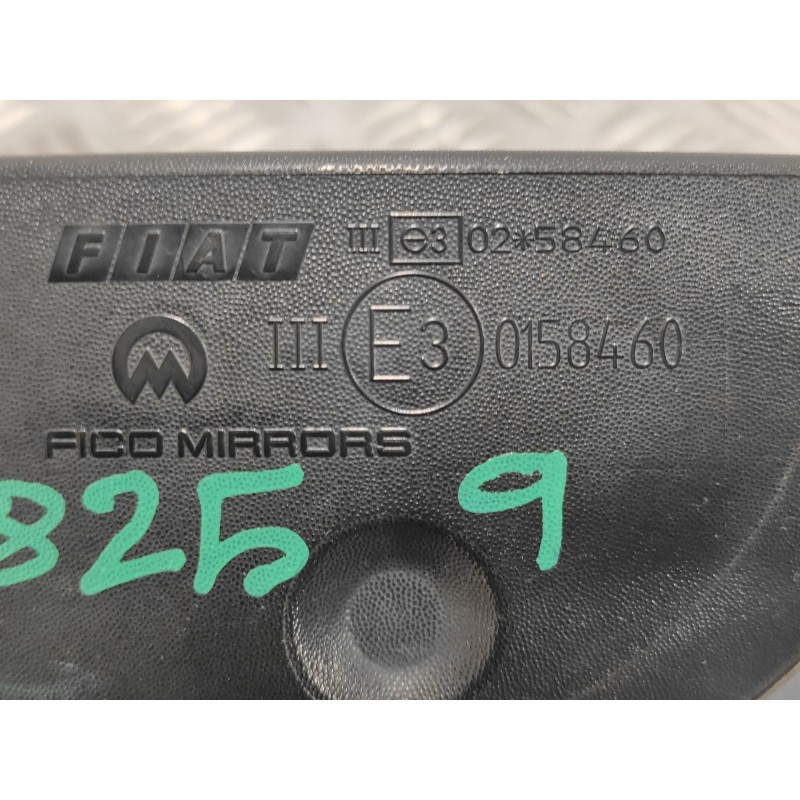 FIAT
III e3 02*58460
III E3 0158460
FICO MIRRORS
825 9